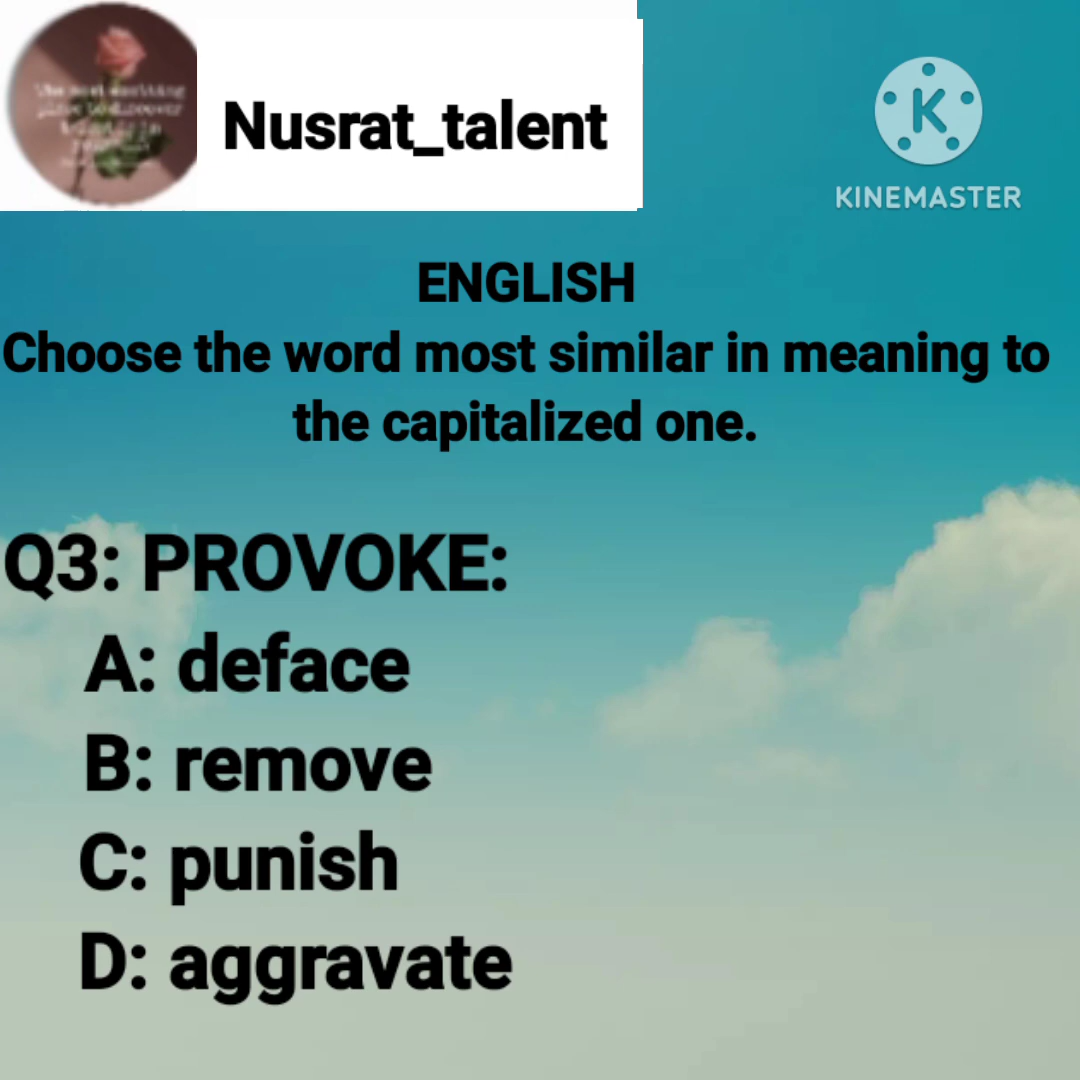 Nusrat_talent
KINEMASTER
ENGLISH
Choose the word most similar in meaning to
the capitalized one.
Q3: PROVOKE:
A: deface
B: remove
C: punish
D: aggravate